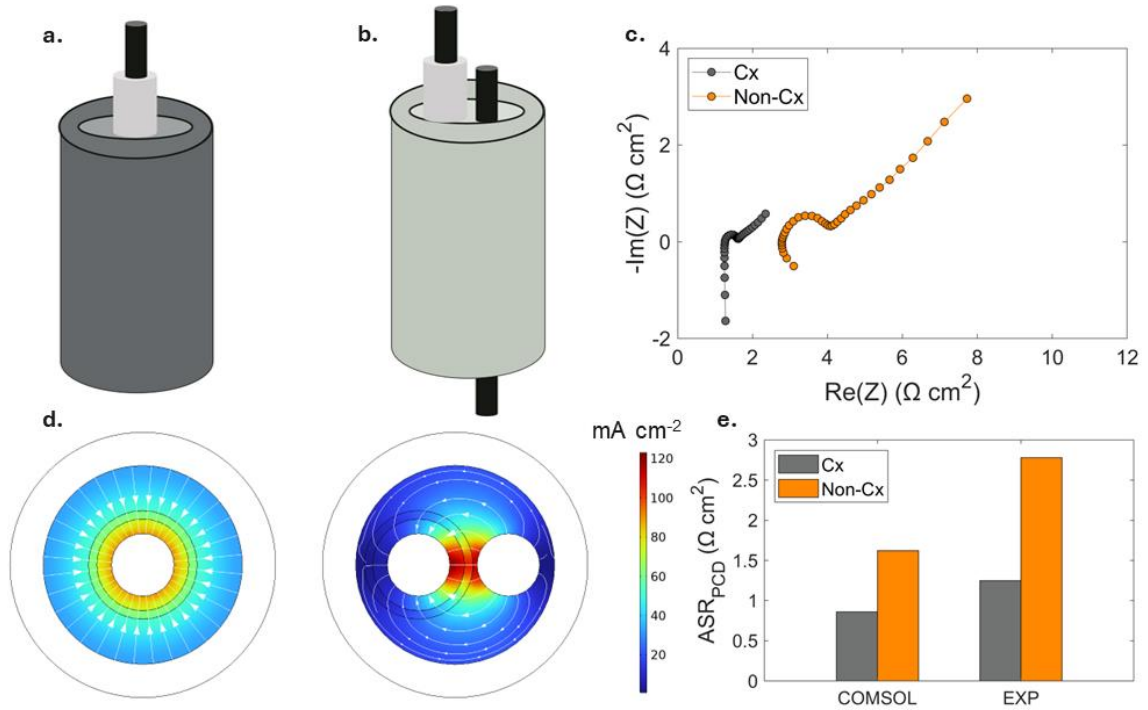 a.
b.
c.
4
2
0
-2
-Im(Z) (Ω cm²)
Cx
Non-Cx
0
2
4
6
8
10
12
Re(Z) (Ω cm²)
d.
mA cm⁻²
120
100
80
60
40
20
e.
3
2.5
2
1.5
1
0.5
0
ASR_PCD (Ω cm²)
Cx
Non-Cx
COMSOL
EXP